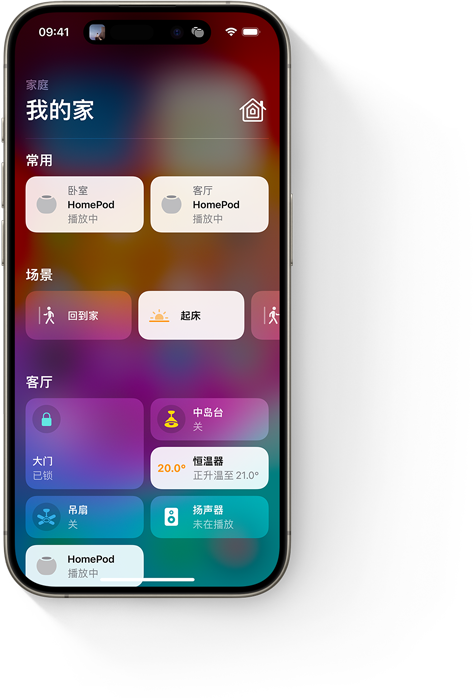 09:41
家庭
我的家
常用
卧室
HomePod
播放中
客厅
HomePod
播放中
场景
回到家
起床
客厅
大门
已锁
中岛台
关
20.0°
恒温器
正升温至 21.0°
吊扇
关
扬声器
未在播放
HomePod
播放中